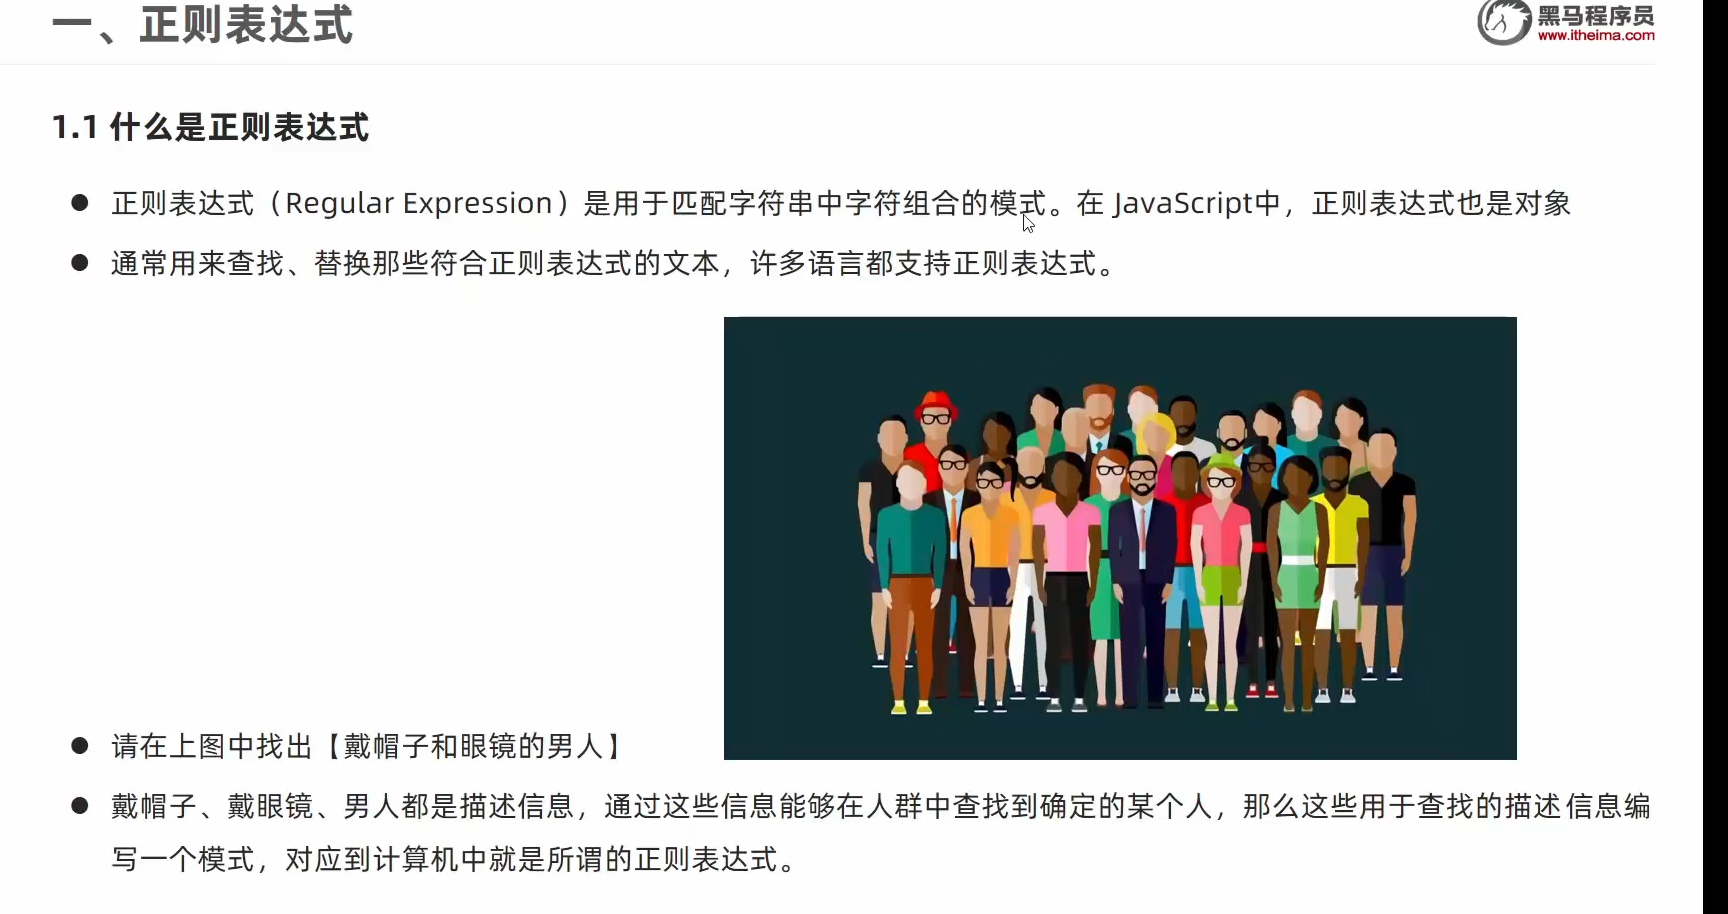 一、正则表达式
黑马程序员
www.itheima.com
1.1 什么是正则表达式
正则表达式（Regular Expression）是用于匹配字符串中字符组合的模式。在 JavaScript中，正则表达式也是对象
通常用来查找、替换那些符合正则表达式的文本，许多语言都支持正则表达式。
请在上图中找出【戴帽子和眼镜的男人】
戴帽子、戴眼镜、男人都是描述信息，通过这些信息能够在人群中查找到确定的某个人，那么这些用于查找的描述信息编
写一个模式，对应到计算机中就是所谓的正则表达式。